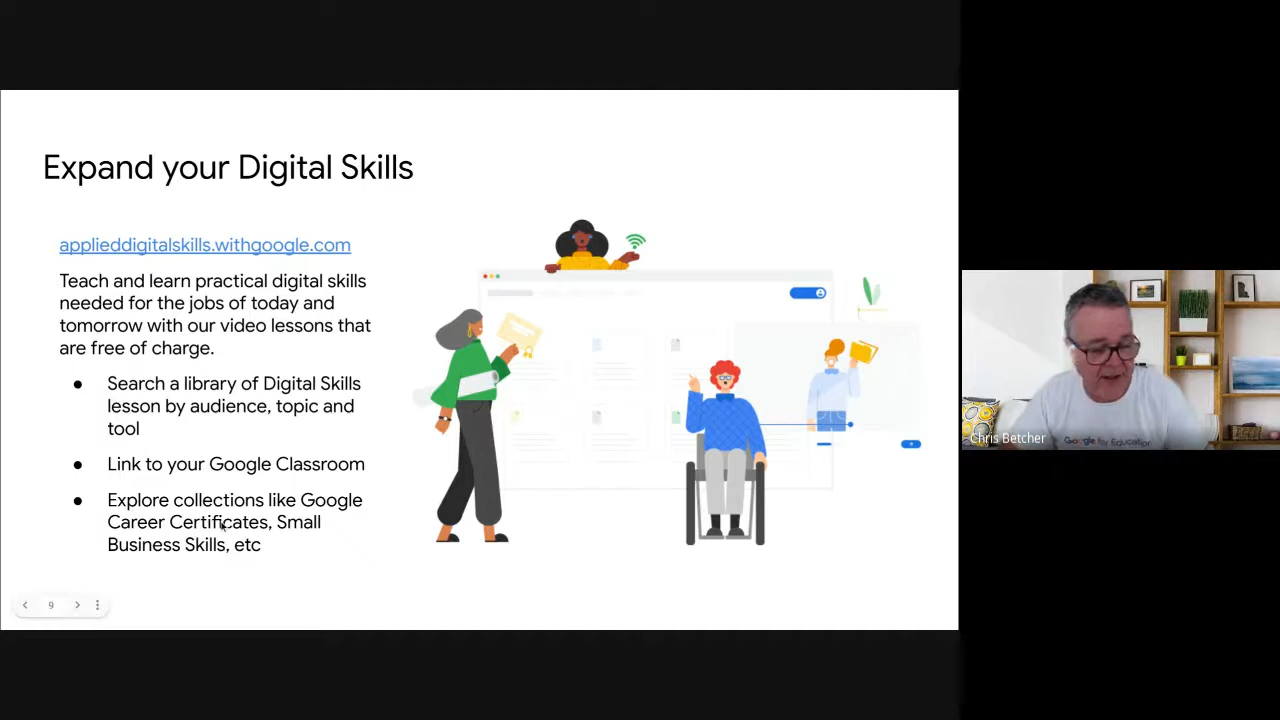 Expand your Digital Skills
applieddigitalskills.withgoogle.com
Teach and learn practical digital skills
needed for the jobs of today and
tomorrow with our video lessons that
are free of charge.
● Search a library of Digital Skills
lesson by audience, topic and
tool
● Link to your Google Classroom
● Explore collections like Google
Career Certificates, Small
Business Skills, etc
9
Chris Betcher
Google for Education